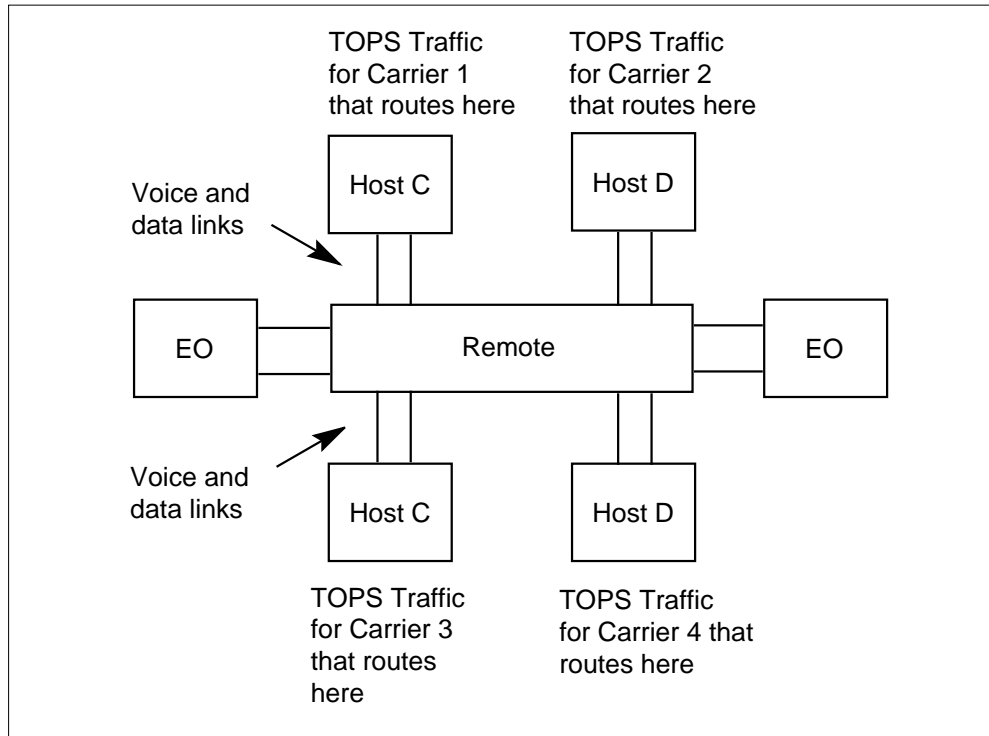 TOPS Traffic
for Carrier 1
that routes here
TOPS Traffic
for Carrier 2
that routes here
Host C
Host D
Voice and
data links
EO
Remote
EO
Voice and
data links
Host C
Host D
TOPS Traffic
for Carrier 3
that routes
here
TOPS Traffic
for Carrier 4 that
routes here